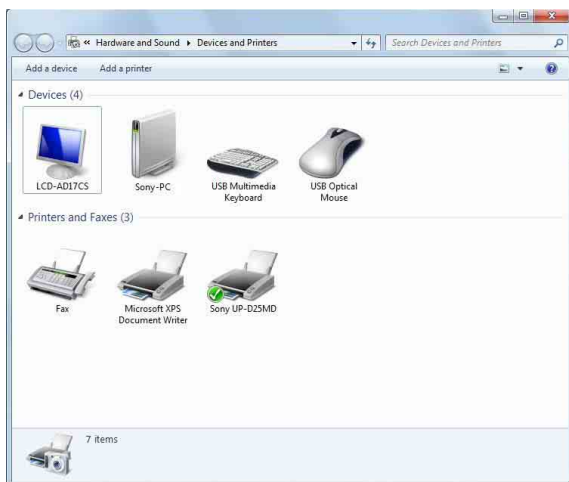 « Hardware and Sound ▸ Devices and Printers
Search Devices and Printers
Add a device Add a printer
Devices (4)
LCD-AD17CS
Sony-PC
USB Multimedia
Keyboard
USB Optical
Mouse
Printers and Faxes (3)
Fax
Microsoft XPS
Document Writer
Sony UP-D25MD
7 items